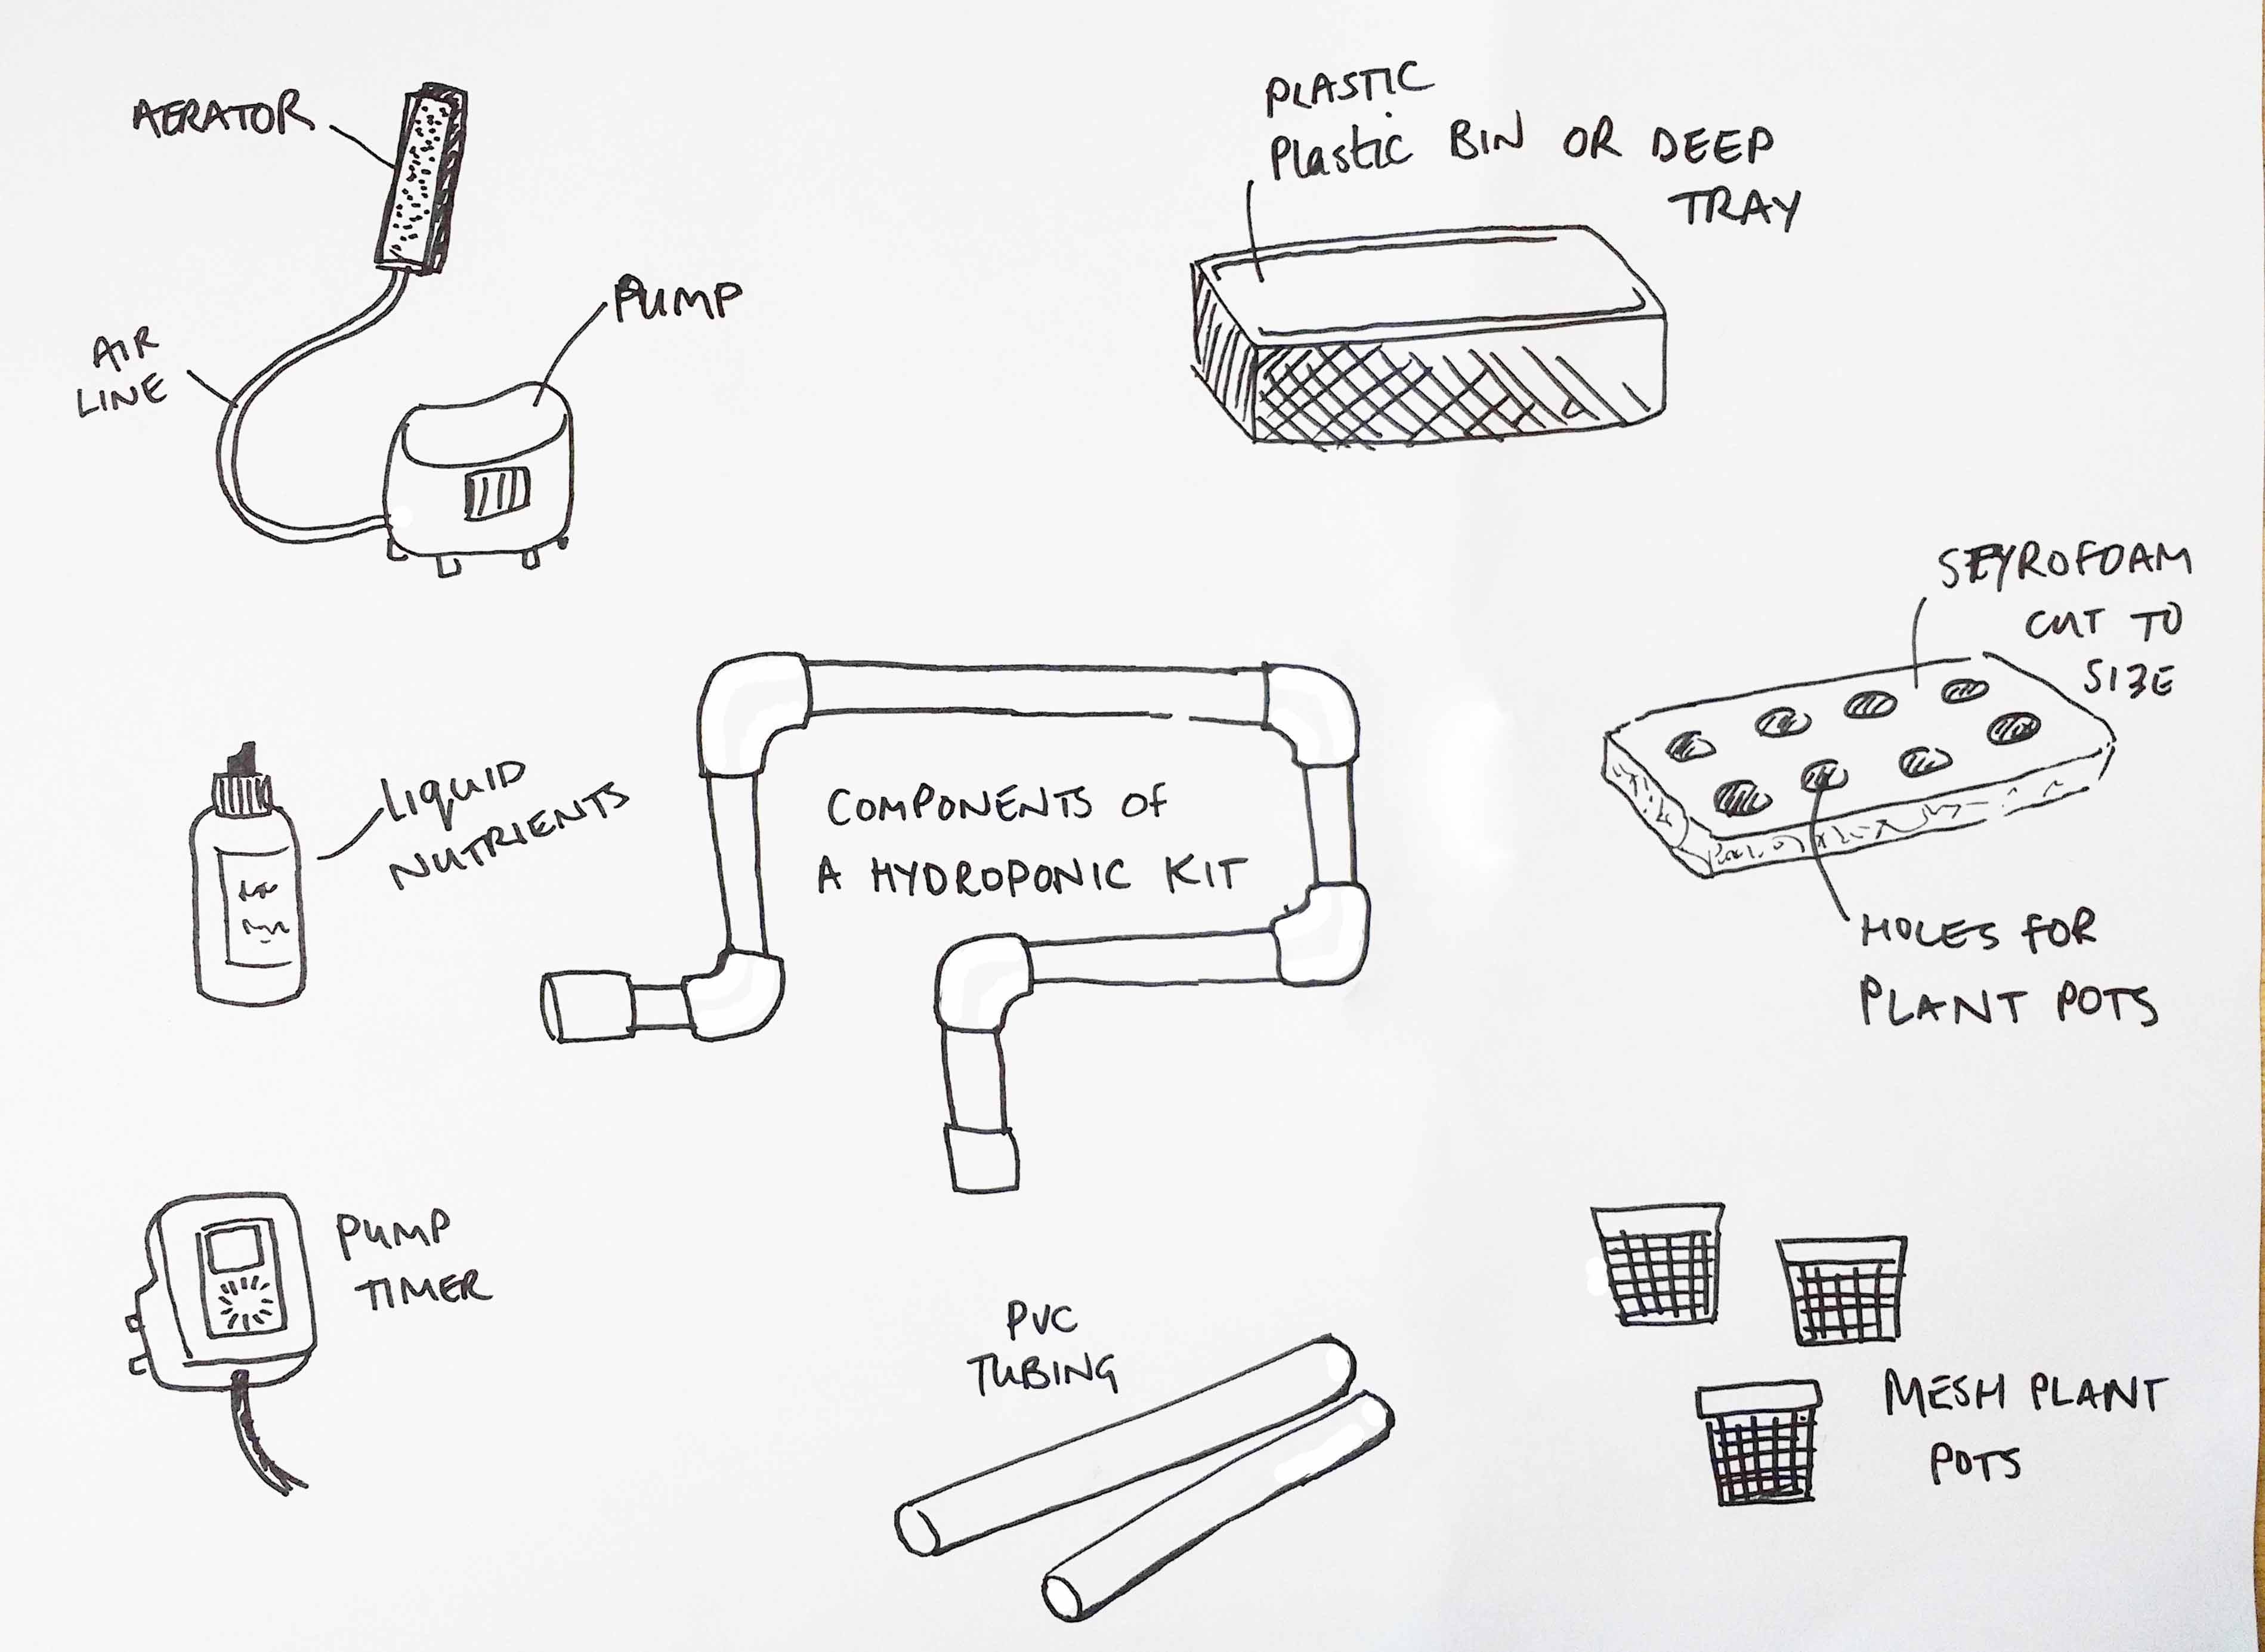 AERATOR
PUMP
AIR
LINE
PLASTIC
Plastic BIN OR DEEP
TRAY
STYROFOAM
CUT TO
SIZE
HOLES FOR
PLANT POTS
LIQUID
NUTRIENTS
COMPONENTS OF
A HYDROPONIC KIT
PUMP
TIMER
PVC
TUBING
MESH PLANT
POTS